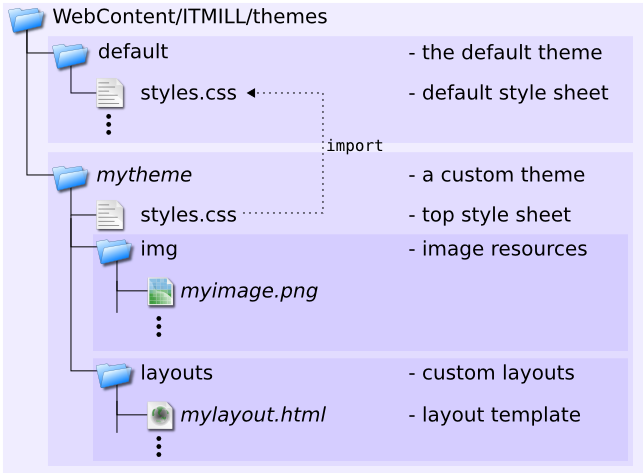 WebContent/ITMILL/themes
default - the default theme
styles.css - default style sheet
import
mytheme - a custom theme
styles.css - top style sheet
img - image resources
myimage.png
layouts - custom layouts
mylayout.html - layout template